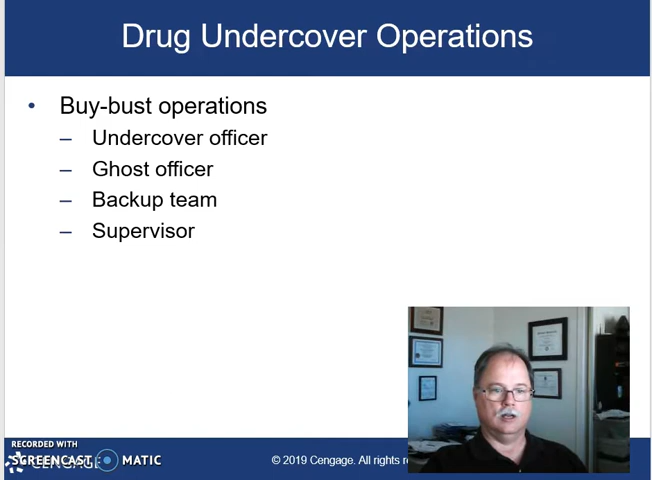 Drug Undercover Operations
• Buy-bust operations
– Undercover officer
– Ghost officer
– Backup team
– Supervisor
RECORDED WITH
SCREENCAST MATIC
CENGAGE
© 2019 Cengage. All rights